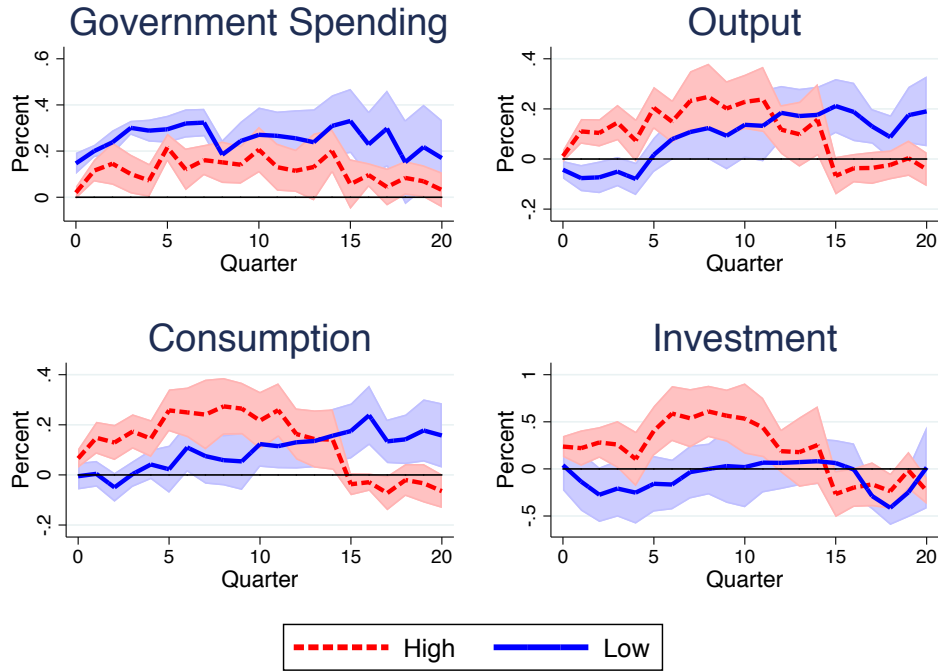 Government Spending
Output
Percent
.6
.4
.2
0
0 5 10 15 20
Quarter
Percent
.4
.2
0
-.2
0 5 10 15 20
Quarter
Consumption
Investment
Percent
.4
.2
0
-.2
0 5 10 15 20
Quarter
Percent
1
.5
0
-.5
0 5 10 15 20
Quarter
High Low